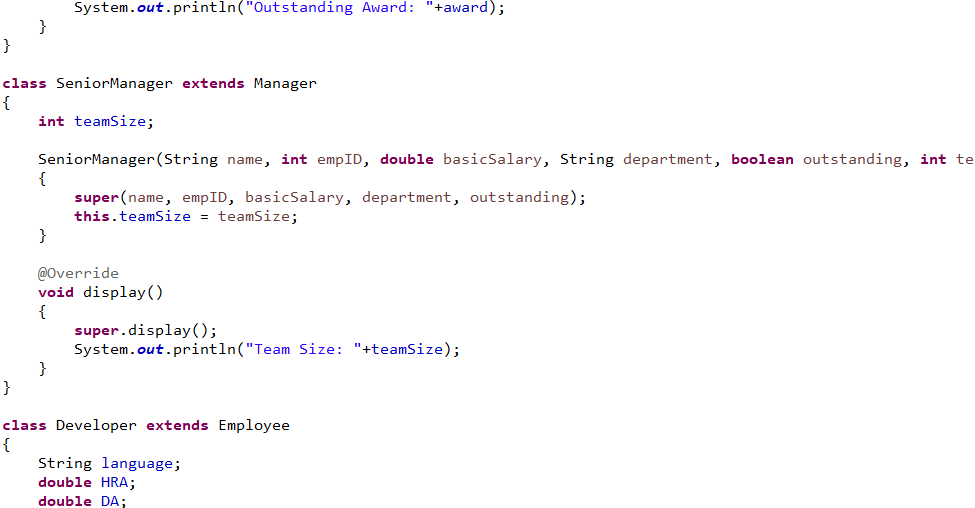 System.out.println("Outstanding Award: "+award);
}
}
class SeniorManager extends Manager
{
int teamSize;
SeniorManager(String name, int empID, double basicSalary, String department, boolean outstanding, int te
{
super(name, empID, basicSalary, department, outstanding);
this.teamSize = teamSize;
}
@Override
void display()
{
super.display();
System.out.println("Team Size: "+teamSize);
}
}
class Developer extends Employee
{
String language;
double HRA;
double DA;